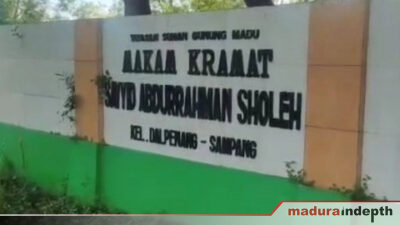 YAYASAN SUNAN GUNUNG MADU
MAKAM KRAMAT
SAYYID ABDURRAHMAN SHOLEH
KEL. DALPENANG - SAMPANG
maduraindepth